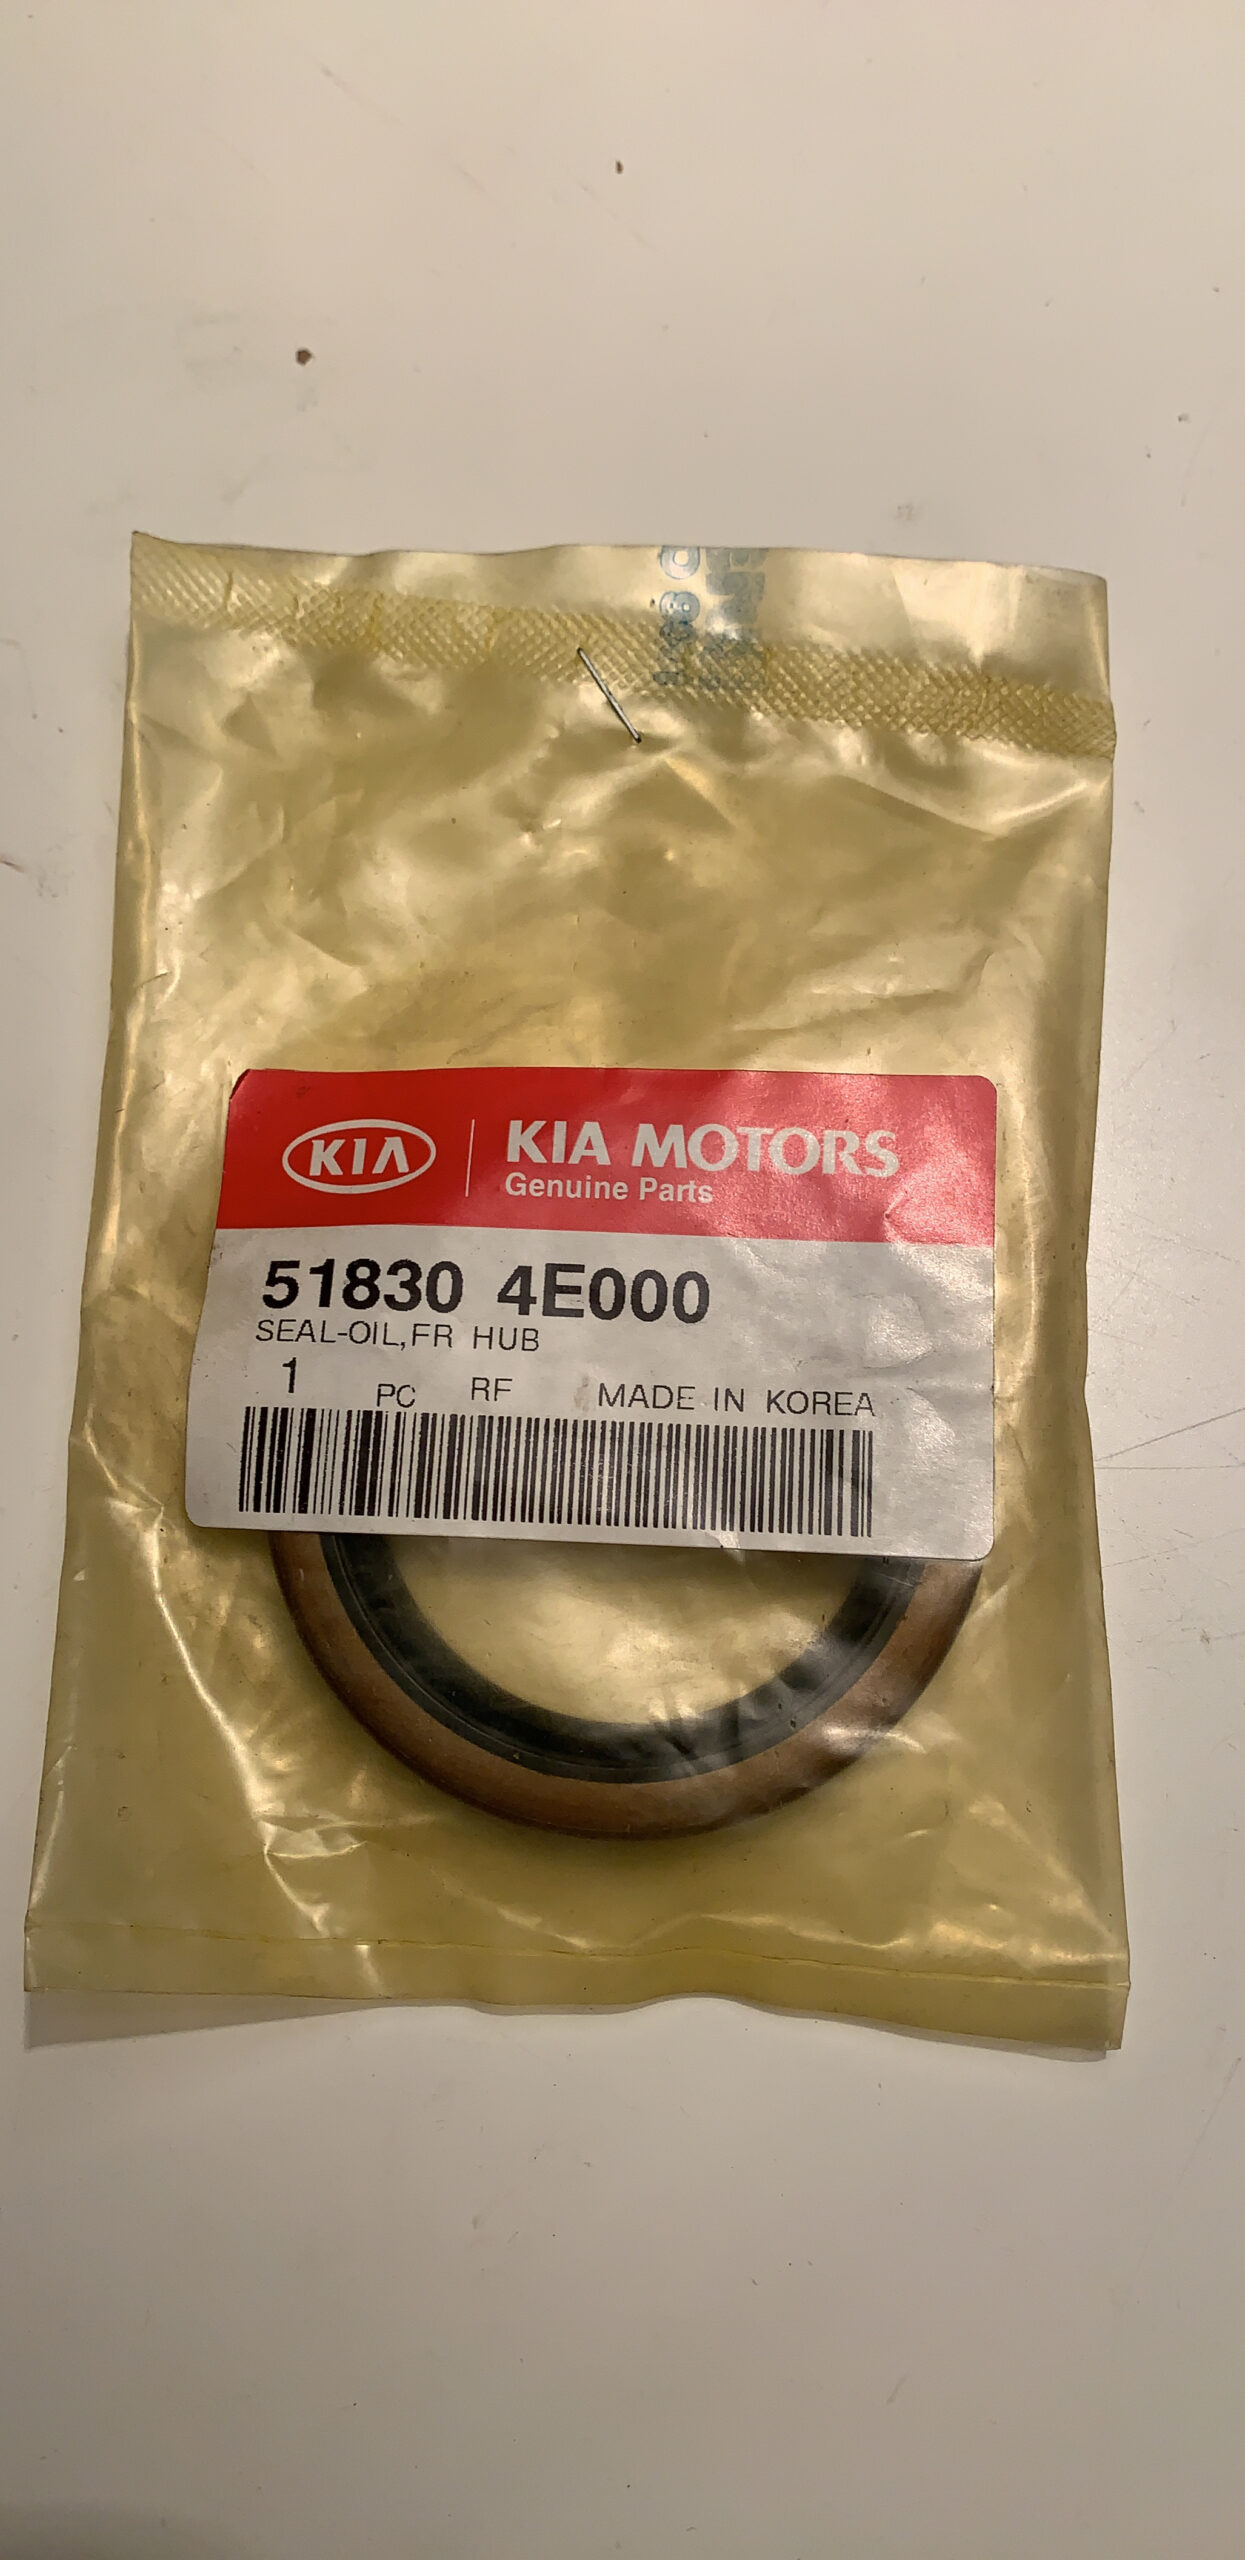 KIA
KIA MOTORS
Genuine Parts
51830 4E000
SEAL-OIL,FR HUB
1 PC RF MADE IN KOREA